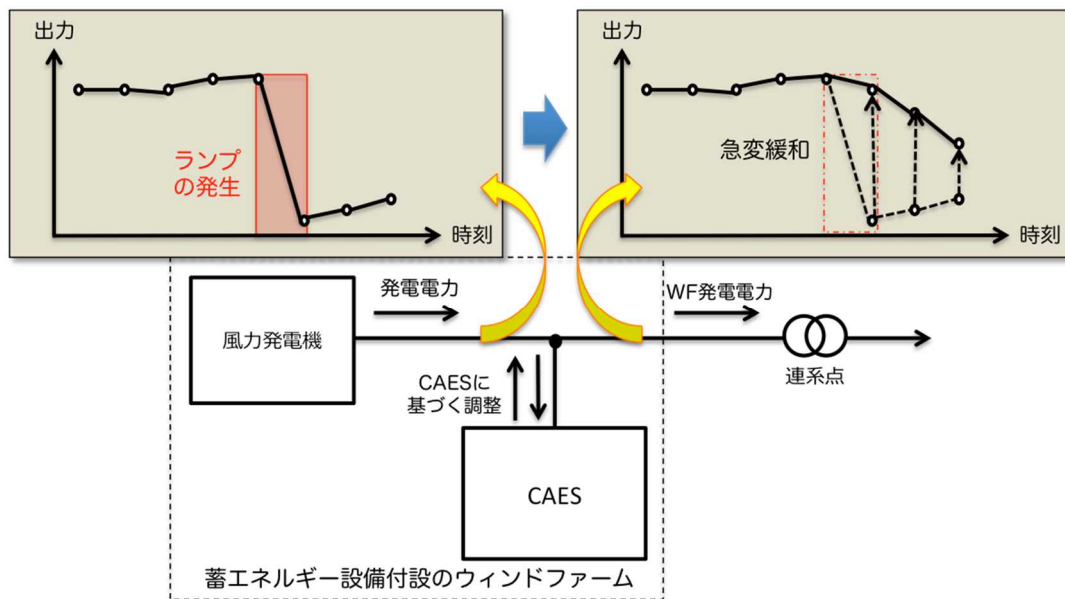 出力
ランプ
の発生
時刻
出力
急変緩和
時刻
発電電力
WF発電電力
風力発電機
連系点
CAESに
基づく調整
CAES
蓄エネルギー設備付設のウィンドファーム